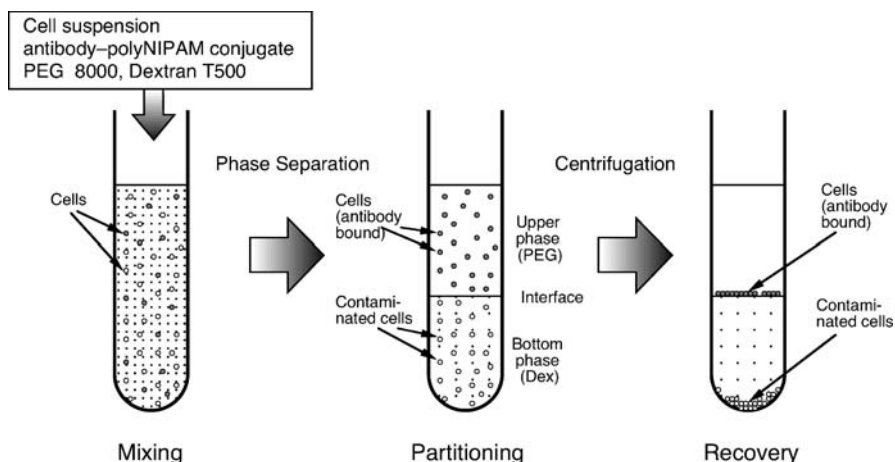 Cell suspension
antibody–polyNIPAM conjugate
PEG 8000, Dextran T500
Phase Separation
Centrifugation
Cells
Cells
(antibody
bound)
Upper
phase
(PEG)
Cells
(antibody
bound)
Interface
Contami-
nated cells
Bottom
phase
(Dex)
Contami-
nated cells
Mixing
Partitioning
Recovery